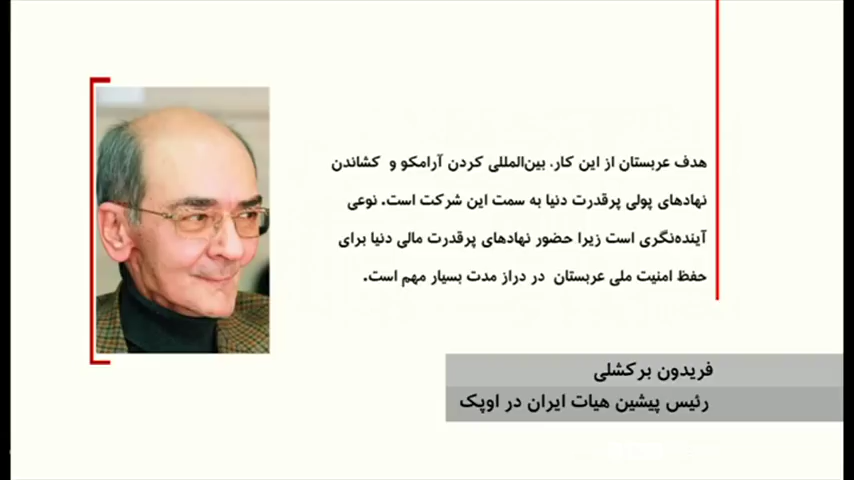 هدف عربستان از این کار، بین‌المللی کردن آرامکو و کشاندن
نهادهای پولی پرقدرت دنیا به سمت این شرکت است. نوعی
آینده‌نگری است زیرا حضور نهادهای پرقدرت مالی دنیا برای
حفظ امنیت ملی عربستان در دراز مدت بسیار مهم است.
فریدون برکشلی
رئیس پیشین هیات ایران در اوپک